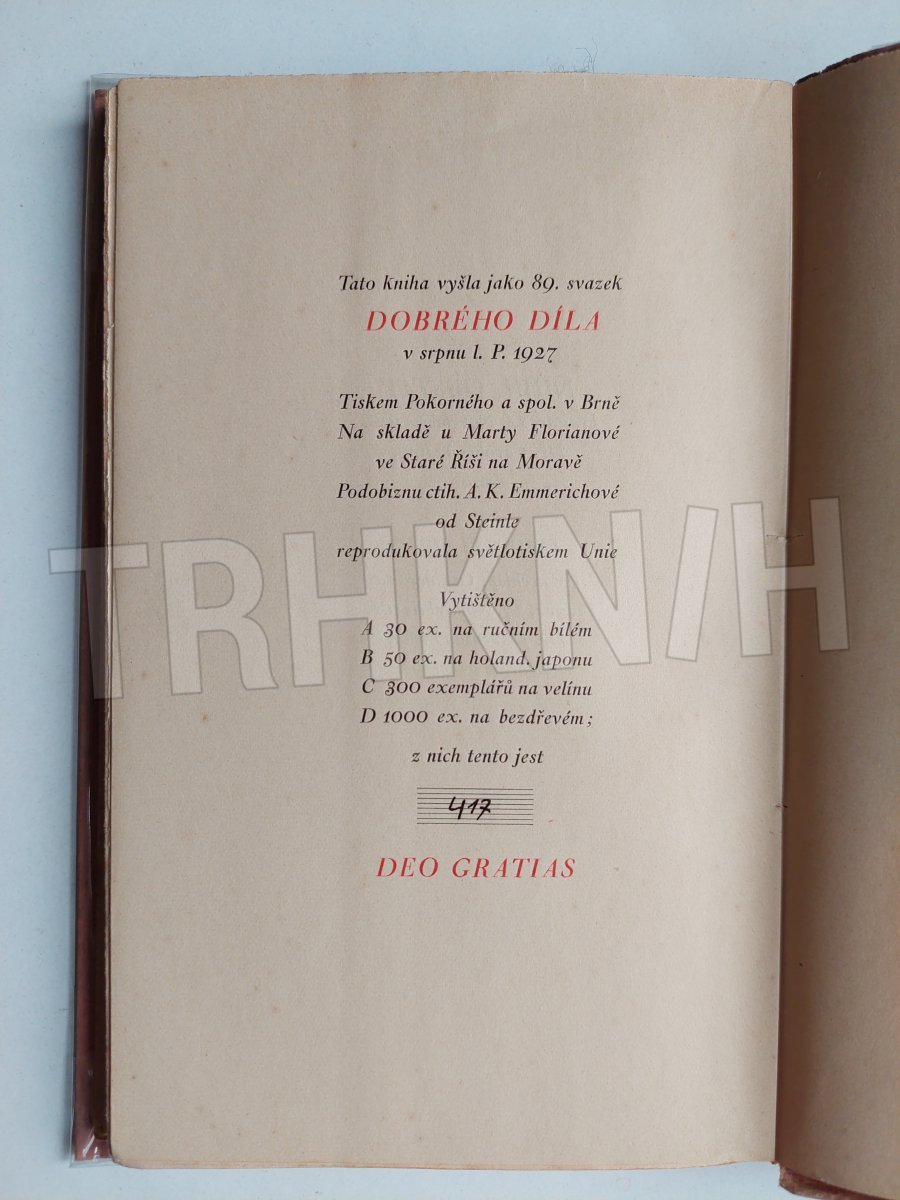 Tato kniha vyšla jako 89. svazek
DOBRÉHO DÍLA
v srpnu l. P. 1927
Tiskem Pokorného a spol. v Brně
Na skladě u Marty Florianové
ve Staré Říši na Moravě
Podobiznu ctih. A. K. Emmerichové
od Steinle
reprodukovala světlotiskem Unie
TRHKNIH
Vytištěno
A 30 ex. na ručním bílém
B 50 ex. na holand. japonu
C 300 exemplářů na velínu
D 1000 ex. na bezdřevém;
z nich tento jest
417
DEO GRATIAS